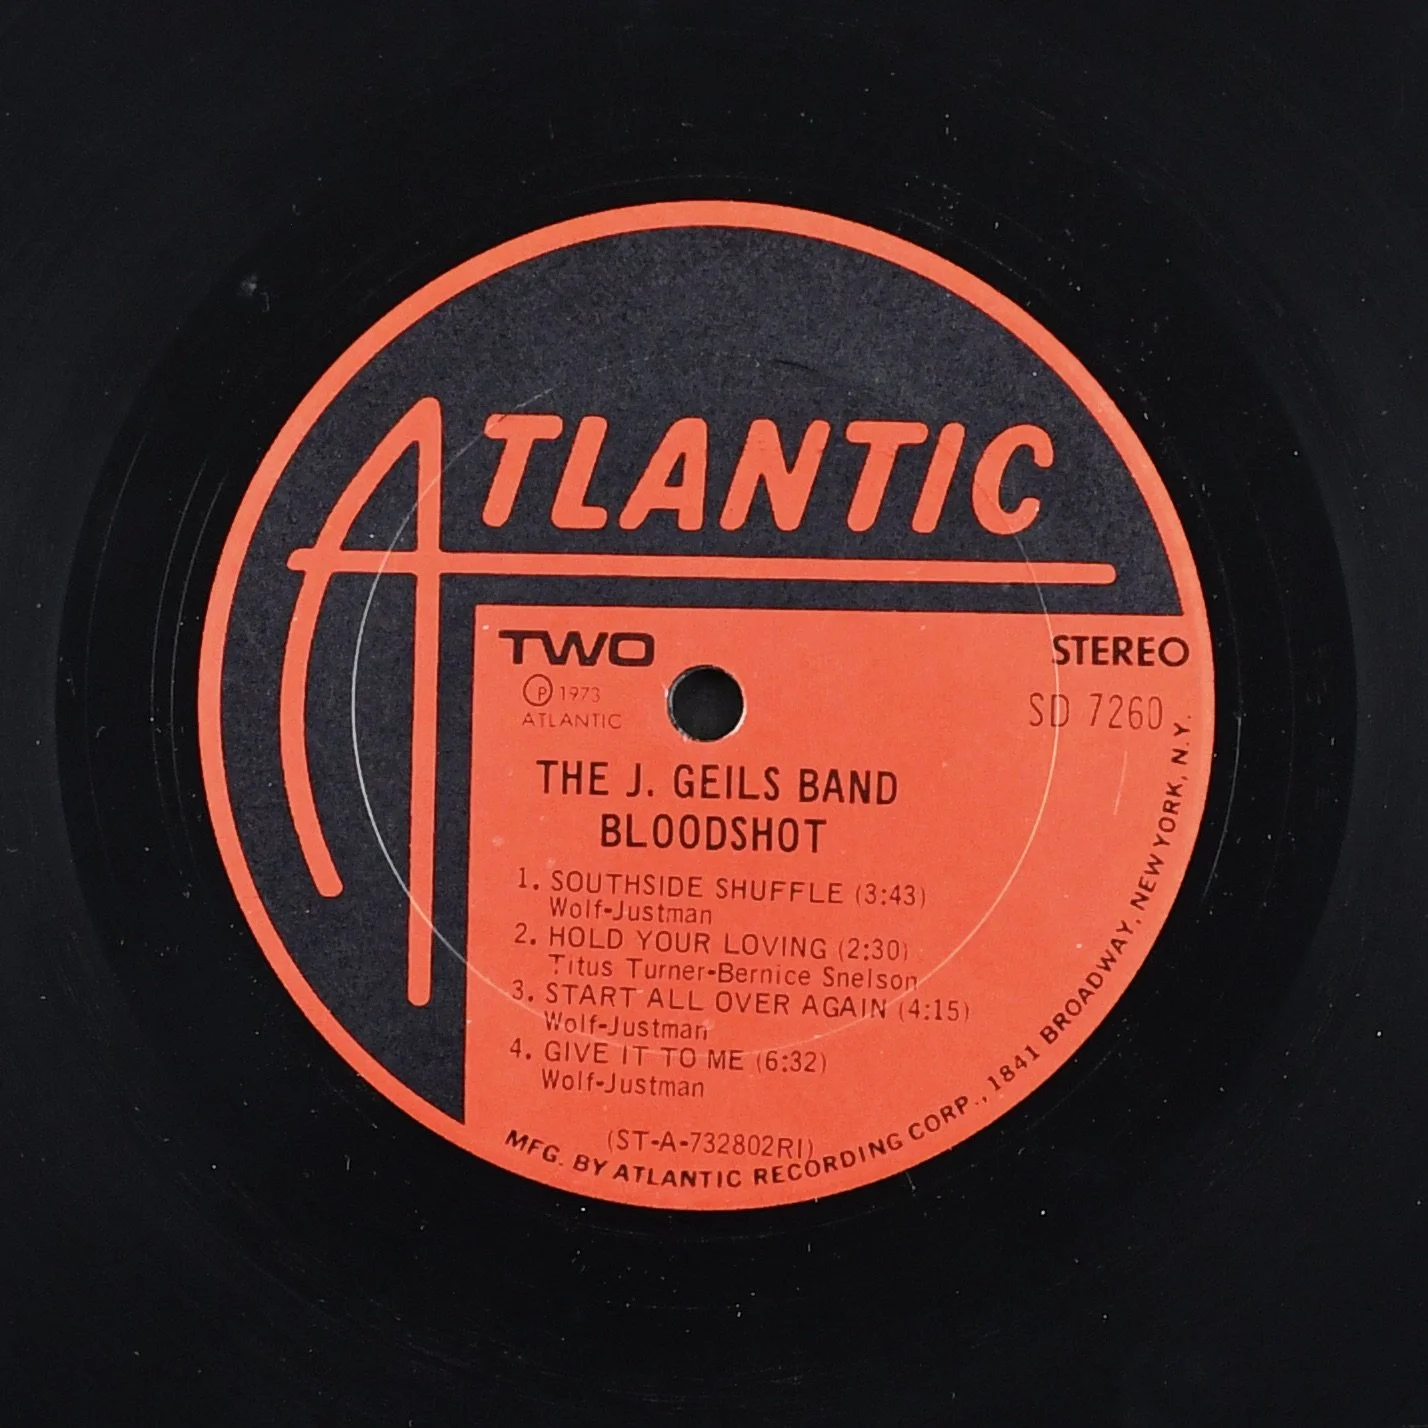 ATLANTIC
TWO
STEREO
Ⓟ 1973
SD 7260
ATLANTIC
THE J. GEILS BAND
BLOODSHOT
1. SOUTHSIDE SHUFFLE (3:43)
Wolf-Justman
2. HOLD YOUR LOVING (2:30)
Titus Turner-Bernice Snelson
3. START ALL OVER AGAIN (4:15)
Wolf-Justman
4. GIVE IT TO ME (6:32)
Wolf-Justman
(ST-A-732802RI)
MFG. BY ATLANTIC RECORDING CORP., 1841 BROADWAY, NEW YORK, N.Y.